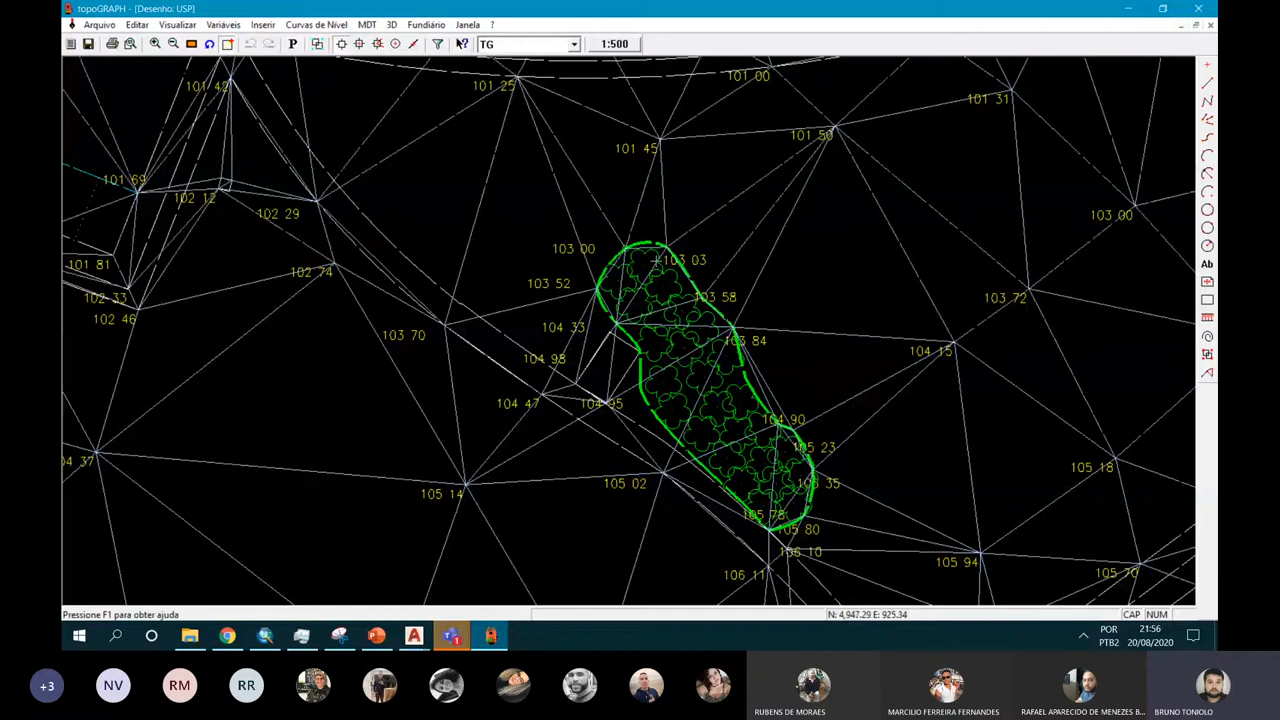 topoGRAPH - [Desenho: USP]
Arquivo Editar Visualizar Variáveis Inserir Curvas de Nível MDT 3D Fundiário Janela ?
P TG 1:500
101 00
101 42
101 25
101 31
101 50
101 45
101 69
102 12
102 29
103 00
103 00
103 03
101 81
102 74
103 52
102 33
103 58
103 72
102 46
104 33
103 70
103 84
104 15
104 98
104 47
104 95
104 90
105 23
04 37
105 18
105 02
105 35
105 14
105 78
105 80
106 10
105 94
106 11
105 70
Ab
Pressione F1 para obter ajuda
N: 4,947.29 E: 925.34
CAP NUM
POR
PTB2
21:56
20/08/2020
+3 NV RM RR
RUBENS DE MORAES
MARCILIO FERREIRA FERNANDES
RAFAEL APARECIDO DE MENEZES B...
BRUNO TONIOLO